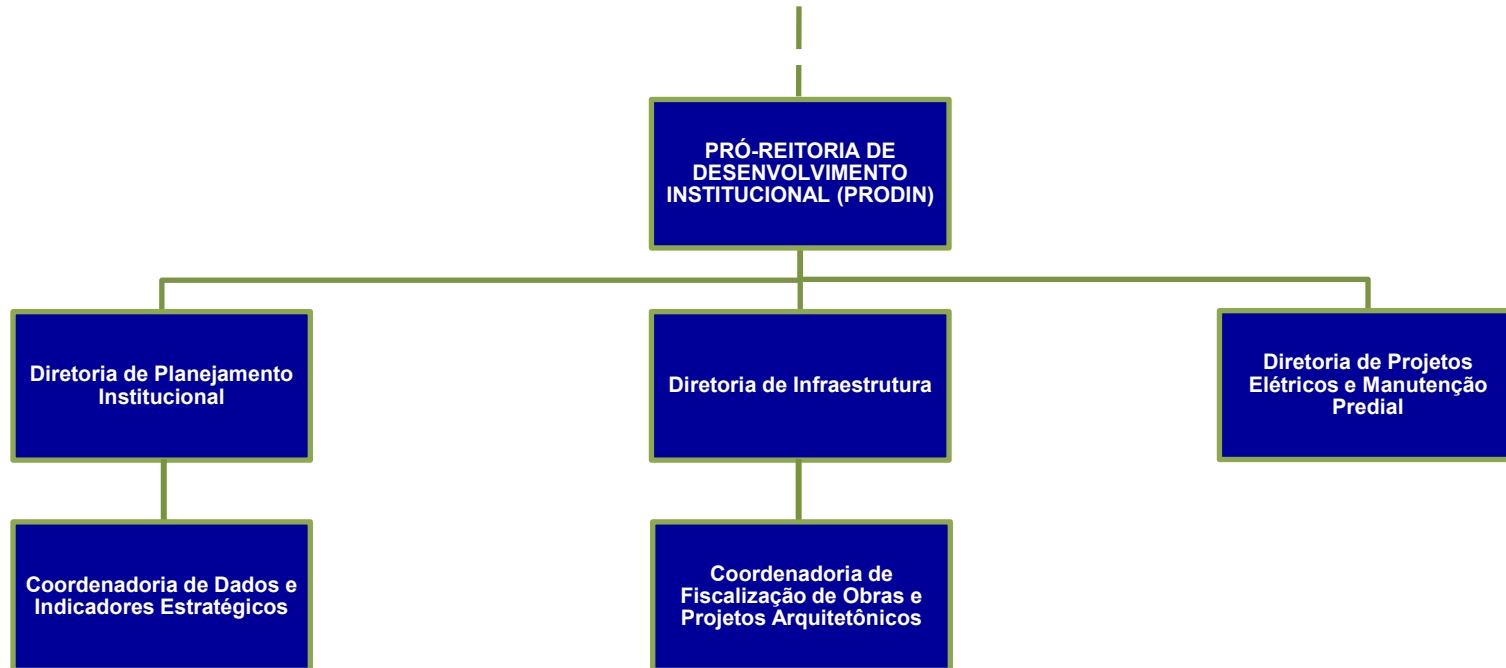 PRÓ-REITORIA DE
DESENVOLVIMENTO
INSTITUCIONAL (PRODIN)
Diretoria de Planejamento
Institucional
Diretoria de Infraestrutura
Diretoria de Projetos
Elétricos e Manutenção
Predial
Coordenadoria de Dados e
Indicadores Estratégicos
Coordenadoria de
Fiscalização de Obras e
Projetos Arquitetônicos